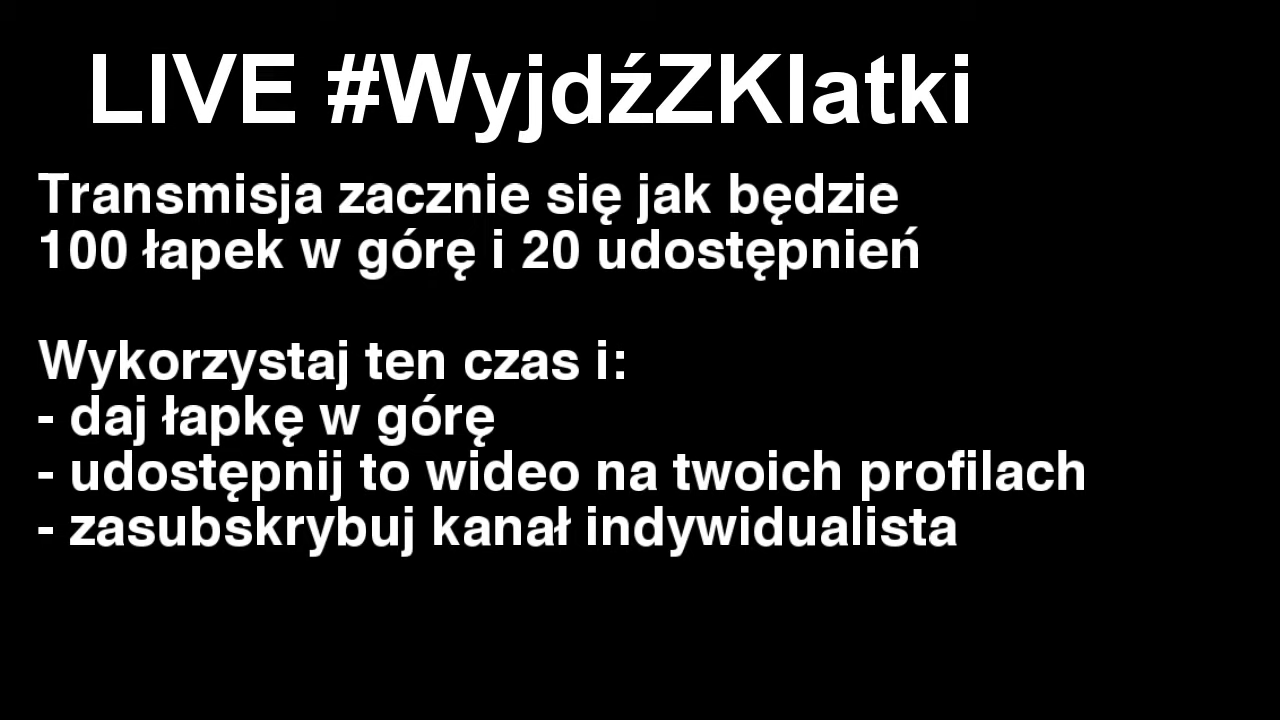 LIVE #WyjdźZKlatki
Transmisja zacznie się jak będzie
100 łapek w górę i 20 udostępnień
Wykorzystaj ten czas i:
- daj łapkę w górę
- udostępnij to wideo na twoich profilach
- zasubskrybuj kanał indywidualista